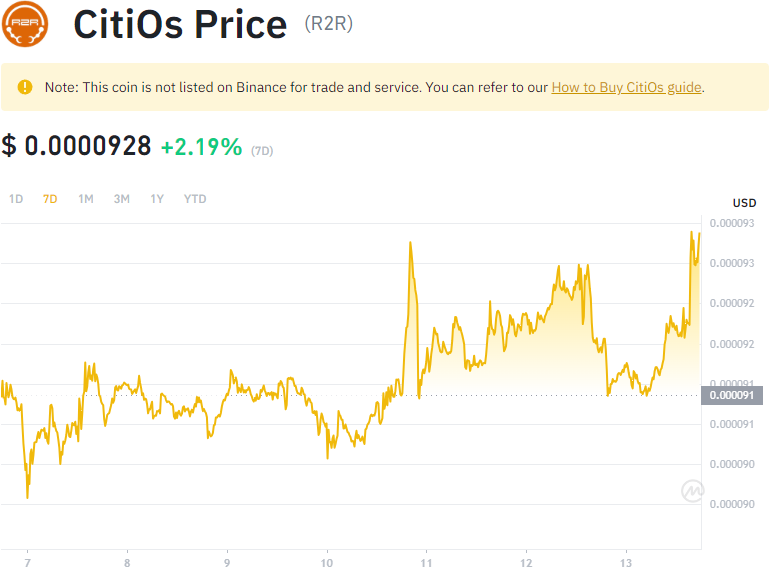 R2R
CitiOs Price (R2R)
Note: This coin is not listed on Binance for trade and service. You can refer to our How to Buy CitiOs guide.
$ 0.0000928 +2.19% (7D)
1D 7D 1M 3M 1Y YTD
USD
0.000093
0.000093
0.000092
0.000092
0.000091
0.000091
0.000091
0.000090
0.000090
7 8 9 10 11 12 13